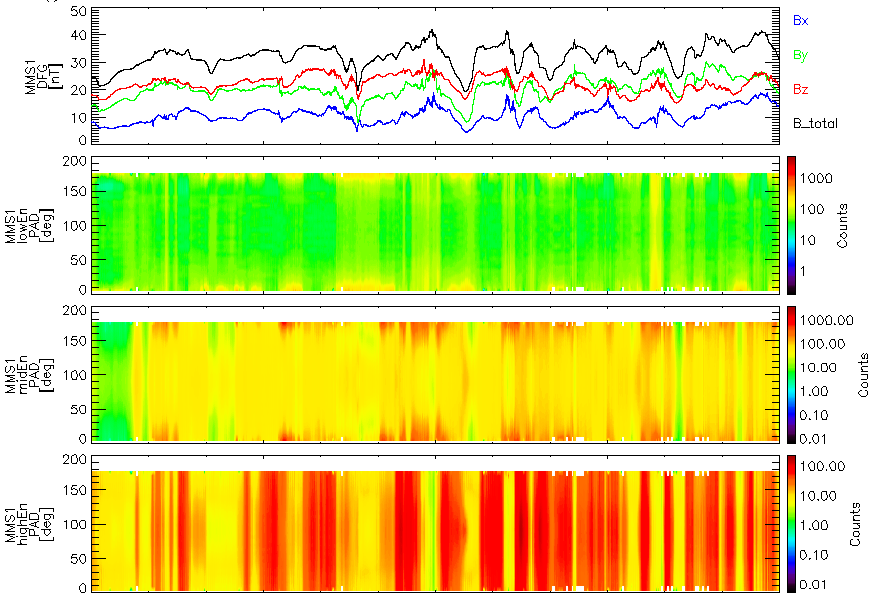 50
40
30
20
10
0
MMS1
DFG
[nT]
Bx
By
Bz
B_total
200
150
100
50
0
MMS1
lowEn
PAD
[deg]
1000
100
10
1
Counts
200
150
100
50
0
MMS1
midEn
PAD
[deg]
1000.00
100.00
10.00
1.00
0.10
0.01
Counts
200
150
100
50
0
MMS1
highEn
PAD
[deg]
100.00
10.00
1.00
0.10
0.01
Counts